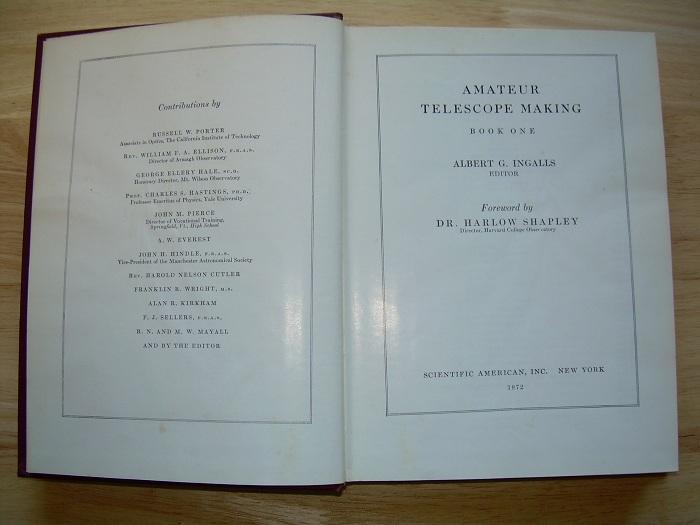 Contributions by
RUSSELL W. PORTER
Associate in Optics, The California Institute of Technology
REV. WILLIAM F. A. ELLISON, F.R.A.S.
Director of Armagh Observatory
GEORGE ELLERY HALE, SC.D.
Honorary Director, Mt. Wilson Observatory
PROF. CHARLES S. HASTINGS, PH.D.
Professor Emeritus of Physics, Yale University
JOHN M. PIERCE
Director of Vocational Training,
Springfield, Vt., High School
A. W. EVEREST
JOHN H. HINDLE, F.R.A.S.
Vice-President of the Manchester Astronomical Society
REV. HAROLD NELSON CUTLER
FRANKLIN B. WRIGHT, M.S.
ALAN R. KIRKHAM
F. J. SELLERS, F.R.A.S.
R. N. AND M. W. MAYALL
AND BY THE EDITOR
AMATEUR
TELESCOPE MAKING
BOOK ONE
ALBERT G. INGALLS
EDITOR
Foreword by
DR. HARLOW SHAPLEY
Director, Harvard College Observatory
SCIENTIFIC AMERICAN, INC. NEW YORK
1972